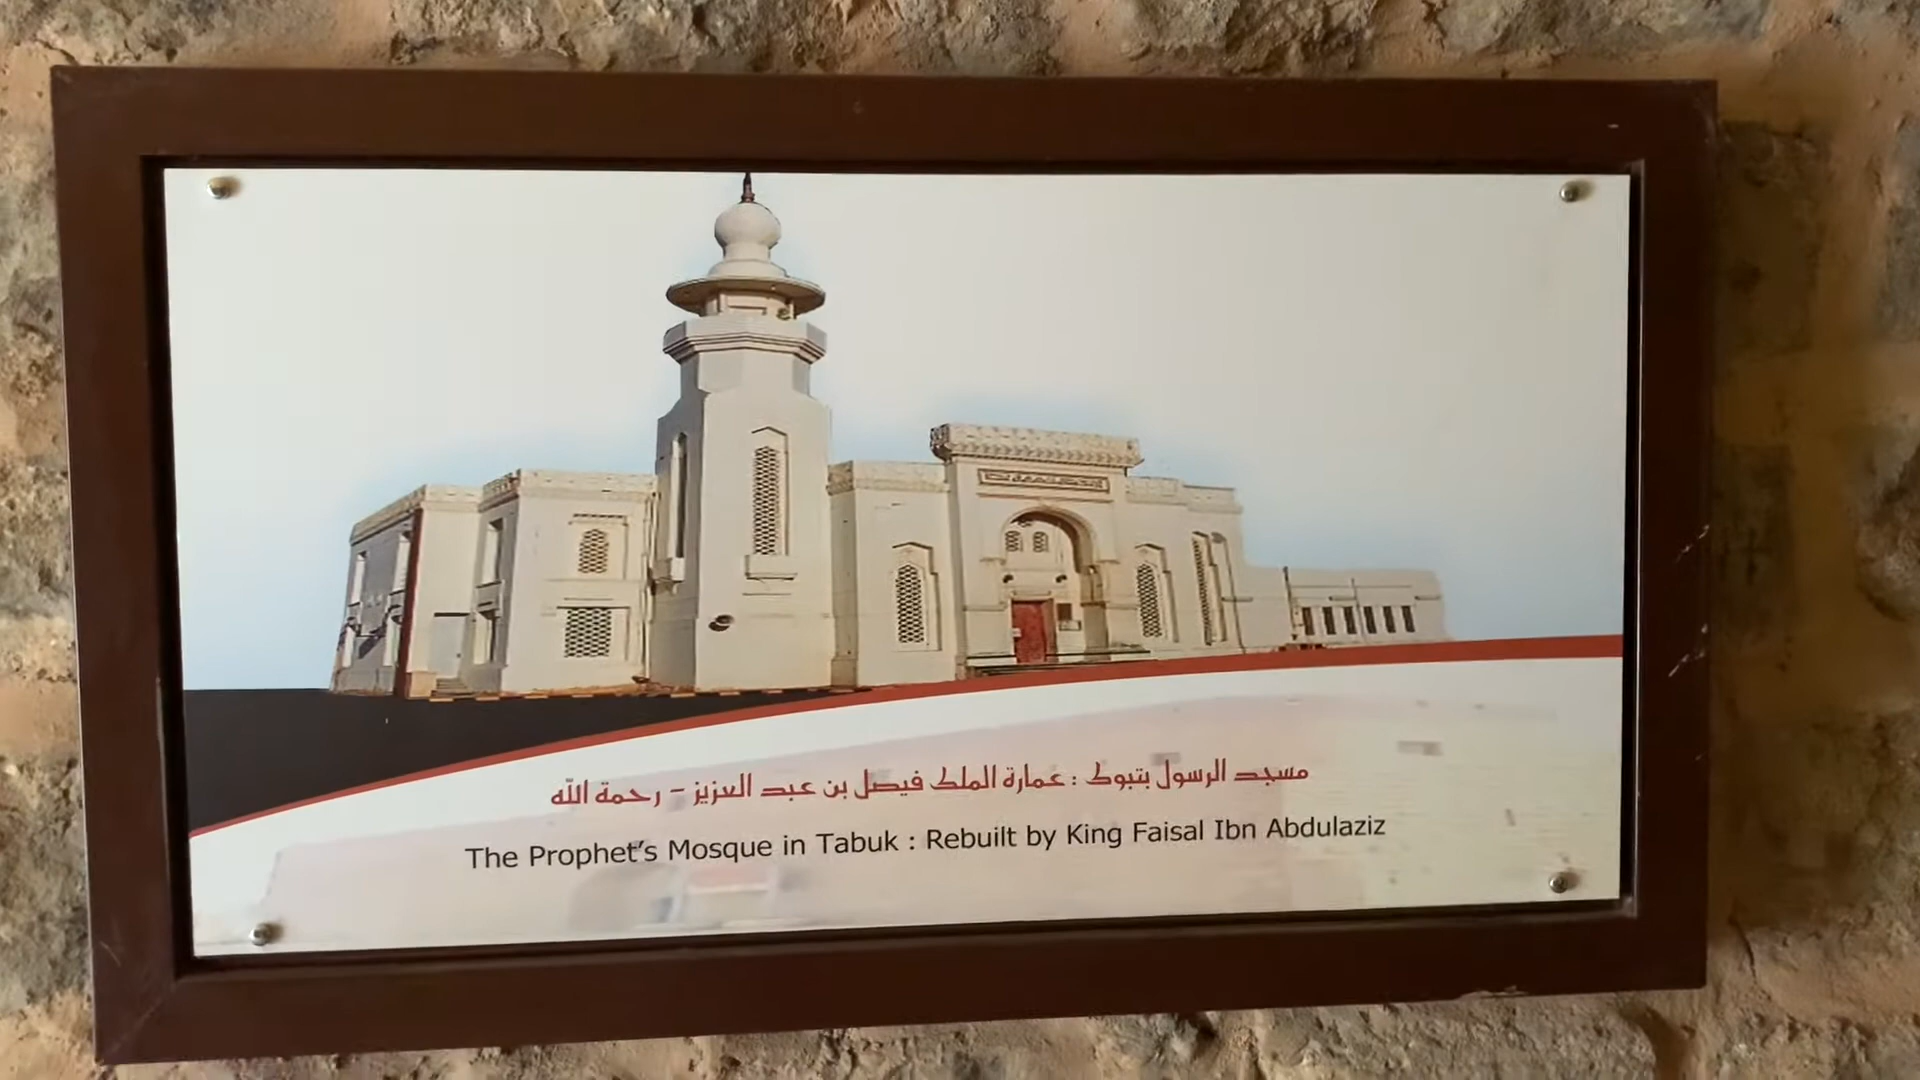 مسجد الرسول بتبوك : عمارة الملك فيصل بن عبد العزيز - رحمة الله
The Prophet's Mosque in Tabuk : Rebuilt by King Faisal Ibn Abdulaziz